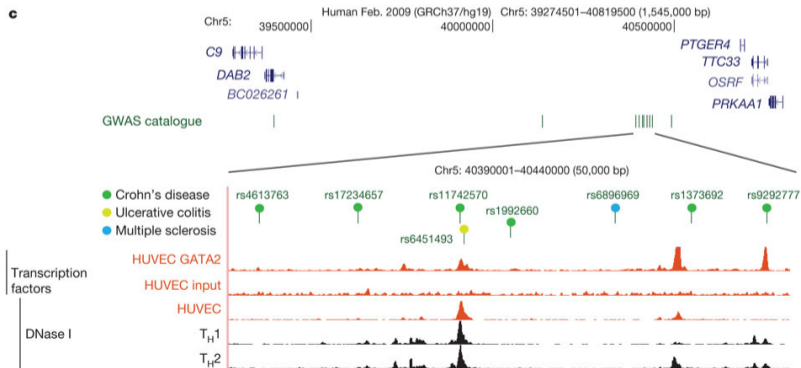 c
Human Feb. 2009 (GRCh37/hg19) Chr5: 39274501–40819500 (1,545,000 bp)
Chr5: 39500000 40000000 40500000
C9
DAB2
BC026261
PTGER4
TTC33
OSRF
PRKAA1
GWAS catalogue
Chr5: 40390001–40440000 (50,000 bp)
Crohn's disease
Ulcerative colitis
Multiple sclerosis
rs4613763 rs17234657 rs11742570 rs6896969 rs1373692 rs9292777
rs1992660
rs6451493
Transcription factors
HUVEC GATA2
HUVEC input
DNase I
HUVEC
TH1
TH2